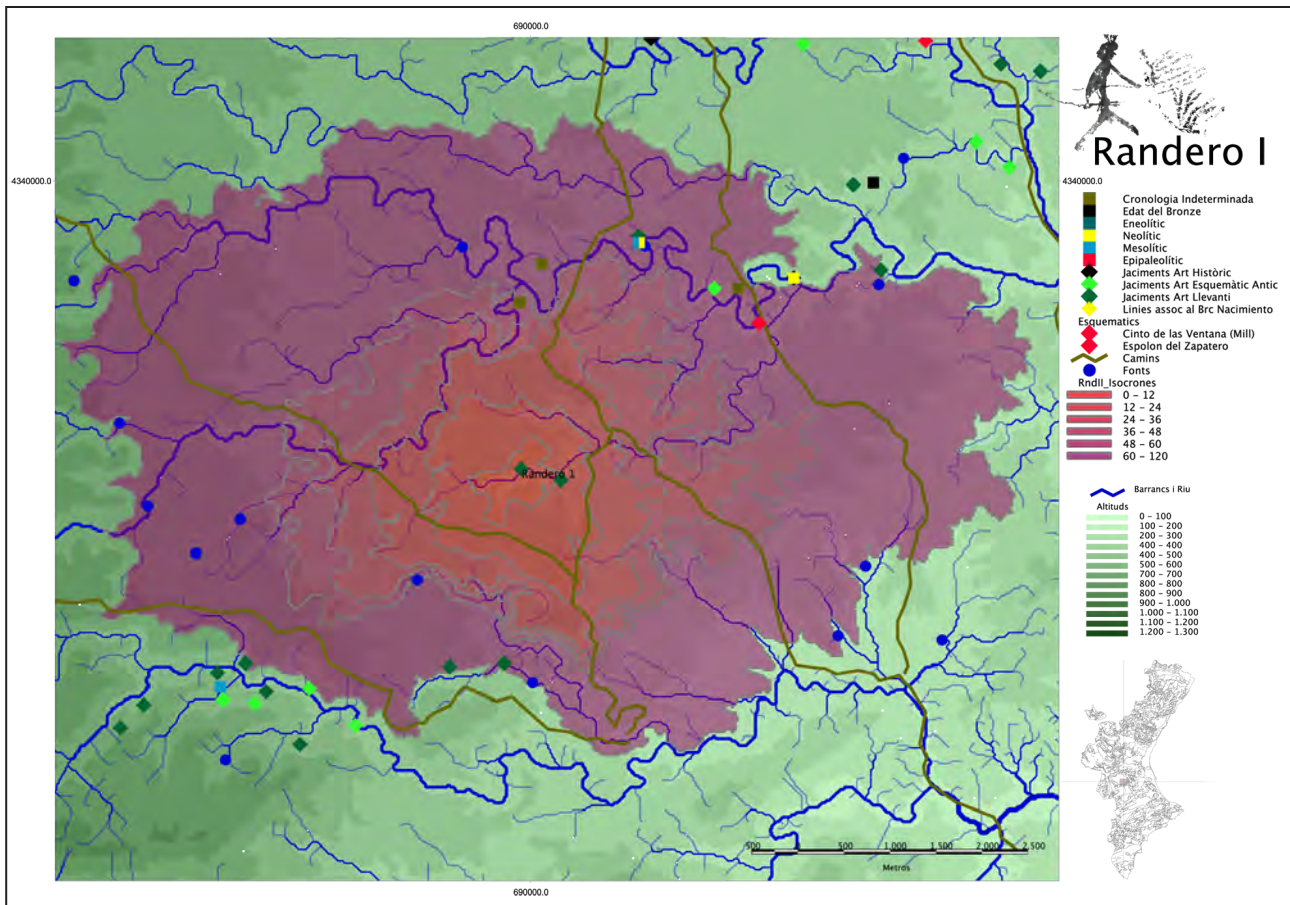 690000.0
Randero I
4340000.0
4340000.0
Cronologia Indeterminada
Edat del Bronze
Eneolític
Neolític
Mesolític
Epipaleolític
Jaciments Art Històric
Jaciments Art Esquemàtic Antic
Jaciments Art Llevanti
Linies assoc al Brc Nacimiento
Esquematics
Cinto de las Ventana (Mill)
Espolon del Zapatero
Camins
Fonts
RndII_Isocrones
0 - 12
12 - 24
24 - 36
36 - 48
48 - 60
60 - 120
Randero 1
Barrancs i Riu
Altituds
0 - 100
100 - 200
200 - 300
400 - 400
400 - 500
500 - 600
700 - 700
800 - 800
800 - 900
900 - 1.000
1.000 - 1.100
1.100 - 1.200
1.200 - 1.300
500 500 1.000 1.500 2.000 2.500
Metros
690000.0